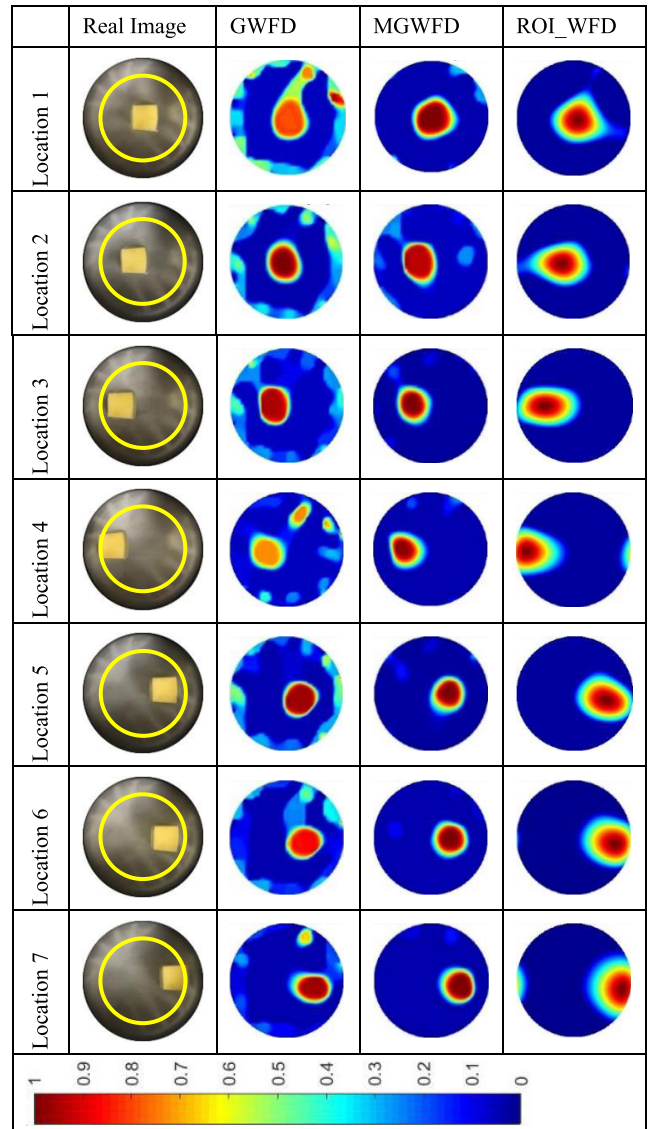 Real Image GWFD MGWFD ROI_WFD
Location 1
Location 2
Location 3
Location 4
Location 5
Location 6
Location 7
1 0.9 0.8 0.7 0.6 0.5 0.4 0.3 0.2 0.1 0